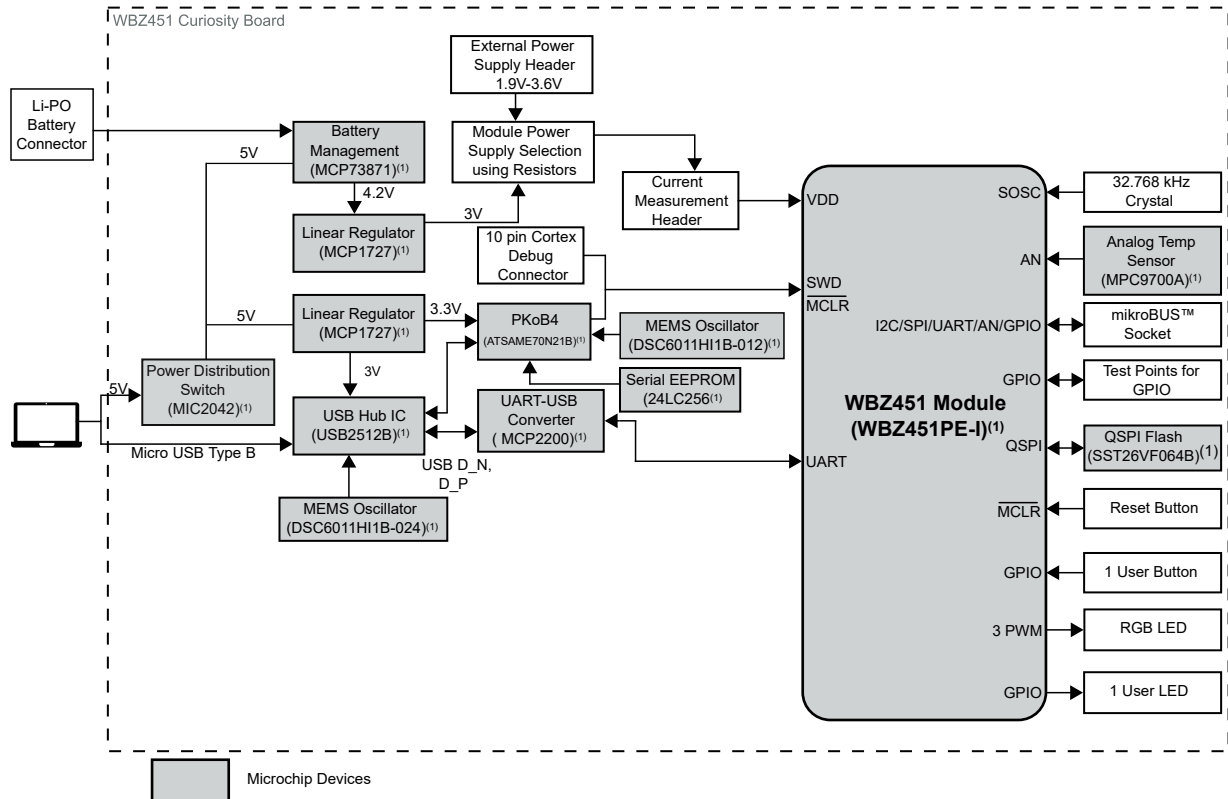 WBZ451 Curiosity Board
External Power
Supply Header
1.9V-3.6V
Li-PO
Battery
Connector
Battery
Management
(MCP73871)(1)
Module Power
Supply Selection
using Resistors
5V
4.2V
Current
Measurement
Header
VDD
SOSC
32.768 kHz
Crystal
Linear Regulator
(MCP1727)(1)
3V
10 pin Cortex
Debug
Connector
AN
Analog Temp
Sensor
(MPC9700A)(1)
SWD
MCLR
5V
Linear Regulator
(MCP1727)(1)
3.3V
PKoB4
(ATSAME70N21B)(1)
MEMS Oscillator
(DSC6011HI1B-012)(1)
I2C/SPI/UART/AN/GPIO
mikroBUS™
Socket
3V
Power Distribution
Switch
(MIC2042)(1)
5V
Serial EEPROM
(24LC256(1)
GPIO
Test Points for
GPIO
USB Hub IC
(USB2512B)(1)
UART-USB
Converter
( MCP2200)(1)
WBZ451 Module
(WBZ451PE-I)(1)
QSPI
QSPI Flash
(SST26VF064B)(1)
Micro USB Type B
USB D_N,
D_P
UART
MEMS Oscillator
(DSC6011HI1B-024)(1)
MCLR
Reset Button
GPIO
1 User Button
3 PWM
RGB LED
GPIO
1 User LED
Microchip Devices